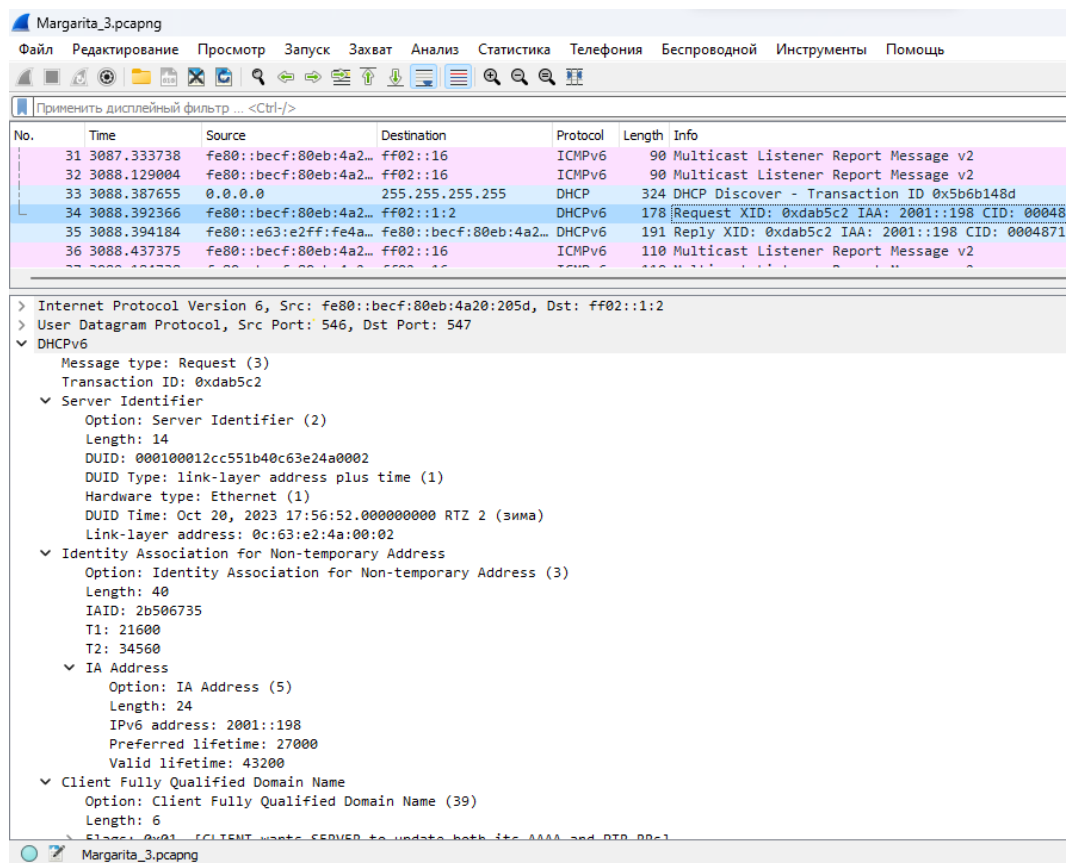 Margarita_3.pcapng
Файл Редактирование Просмотр Запуск Захват Анализ Статистика Телефония Беспроводной Инструменты Помощь
Применить дисплейный фильтр ... <Ctrl-/>
No. Time Source Destination Protocol Length Info
31 3087.333738 fe80::becf:80eb:4a2… ff02::16 ICMPv6 90 Multicast Listener Report Message v2
32 3088.129004 fe80::becf:80eb:4a2… ff02::16 ICMPv6 90 Multicast Listener Report Message v2
33 3088.387655 0.0.0.0 255.255.255.255 DHCP 324 DHCP Discover - Transaction ID 0x5b6b148d
34 3088.392366 fe80::becf:80eb:4a2… ff02::1:2 DHCPv6 178 Request XID: 0xdab5c2 IAA: 2001::198 CID: 00048
35 3088.394184 fe80::e63:e2ff:fe4a… fe80::becf:80eb:4a2… DHCPv6 191 Reply XID: 0xdab5c2 IAA: 2001::198 CID: 0004871
36 3088.437375 fe80::becf:80eb:4a2… ff02::16 ICMPv6 110 Multicast Listener Report Message v2
Internet Protocol Version 6, Src: fe80::becf:80eb:4a20:205d, Dst: ff02::1:2
User Datagram Protocol, Src Port: 546, Dst Port: 547
DHCPv6
Message type: Request (3)
Transaction ID: 0xdab5c2
Server Identifier
Option: Server Identifier (2)
Length: 14
DUID: 000100012cc551b40c63e24a0002
DUID Type: link-layer address plus time (1)
Hardware type: Ethernet (1)
DUID Time: Oct 20, 2023 17:56:52.000000000 RTZ 2 (зима)
Link-layer address: 0c:63:e2:4a:00:02
Identity Association for Non-temporary Address
Option: Identity Association for Non-temporary Address (3)
Length: 40
IAID: 2b506735
T1: 21600
T2: 34560
IA Address
Option: IA Address (5)
Length: 24
IPv6 address: 2001::198
Preferred lifetime: 27000
Valid lifetime: 43200
Client Fully Qualified Domain Name
Option: Client Fully Qualified Domain Name (39)
Length: 6
Flags: 0x01, [CLIENT wants SERVER to update both its AAAA and PTR RRs]
Margarita_3.pcapng